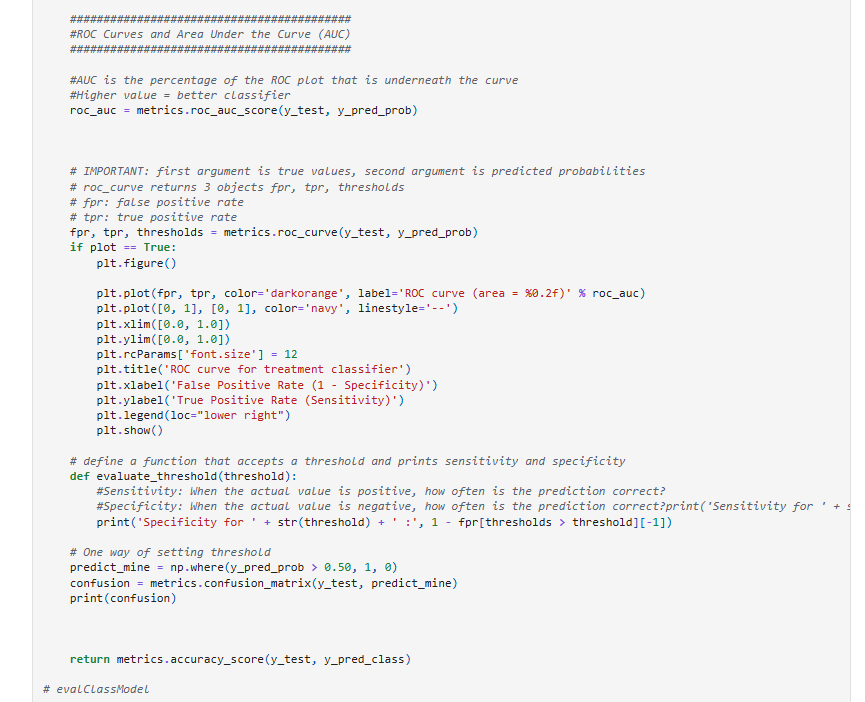 ##########################################
#ROC Curves and Area Under the Curve (AUC)
##########################################
#AUC is the percentage of the ROC plot that is underneath the curve
#Higher value = better classifier
roc_auc = metrics.roc_auc_score(y_test, y_pred_prob)
# IMPORTANT: first argument is true values, second argument is predicted probabilities
# roc_curve returns 3 objects fpr, tpr, thresholds
# fpr: false positive rate
# tpr: true positive rate
fpr, tpr, thresholds = metrics.roc_curve(y_test, y_pred_prob)
if plot == True:
plt.figure()
plt.plot(fpr, tpr, color='darkorange', label='ROC curve (area = %0.2f)' % roc_auc)
plt.plot([0, 1], [0, 1], color='navy', linestyle='--')
plt.xlim([0.0, 1.0])
plt.ylim([0.0, 1.0])
plt.rcParams['font.size'] = 12
plt.title('ROC curve for treatment classifier')
plt.xlabel('False Positive Rate (1 - Specificity)')
plt.ylabel('True Positive Rate (Sensitivity)')
plt.legend(loc="lower right")
plt.show()
# define a function that accepts a threshold and prints sensitivity and specificity
def evaluate_threshold(threshold):
#Sensitivity: When the actual value is positive, how often is the prediction correct?
#Specificity: When the actual value is negative, how often is the prediction correct?print('Sensitivity for ' +
print('Specificity for ' + str(threshold) + ' :', 1 - fpr[thresholds > threshold][-1])
# One way of setting threshold
predict_mine = np.where(y_pred_prob > 0.50, 1, 0)
confusion = metrics.confusion_matrix(y_test, predict_mine)
print(confusion)
return metrics.accuracy_score(y_test, y_pred_class)
# evalClassModel